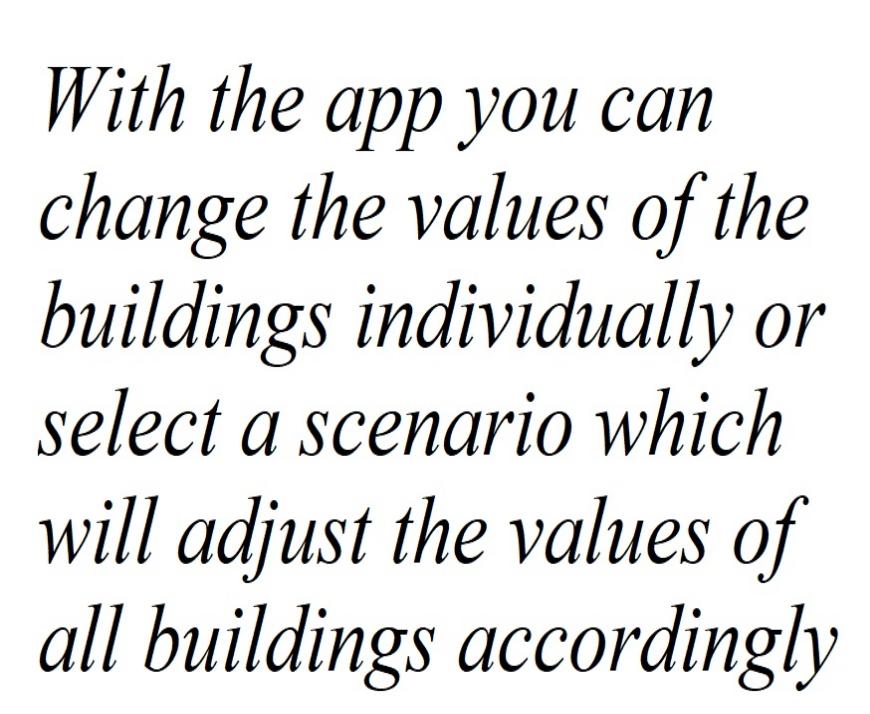 With the app you can
change the values of the
buildings individually or
select a scenario which
will adjust the values of
all buildings accordingly